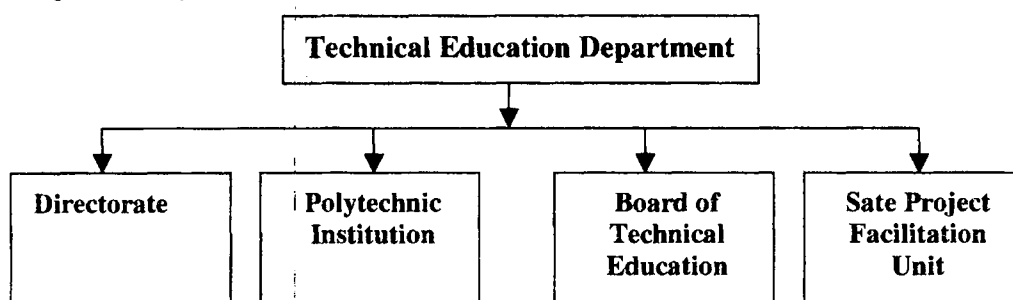 Technical Education Department
Directorate
Polytechnic
Institution
Board of
Technical
Education
Sate Project
Facilitation
Unit